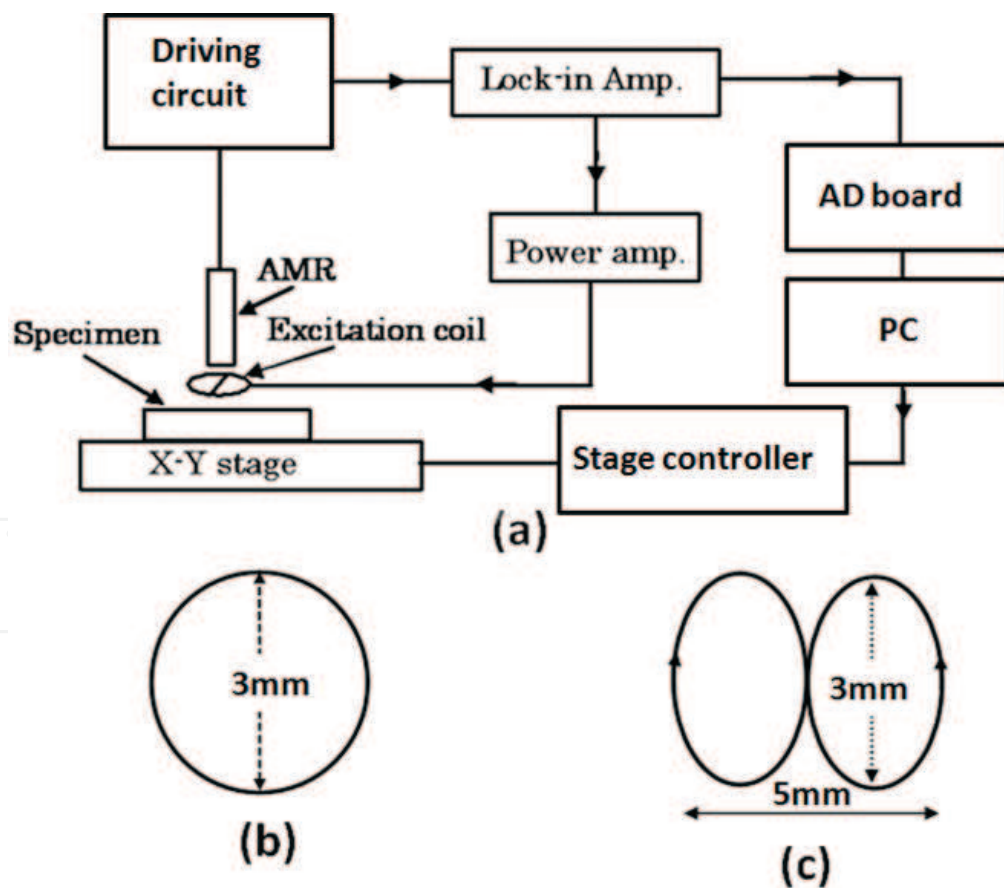 Driving
circuit
Lock-in Amp.
AD board
Power amp.
AMR
PC
Specimen
Excitation coil
X-Y stage
Stage controller
(a)
3mm
3mm
5mm
(b)
(c)